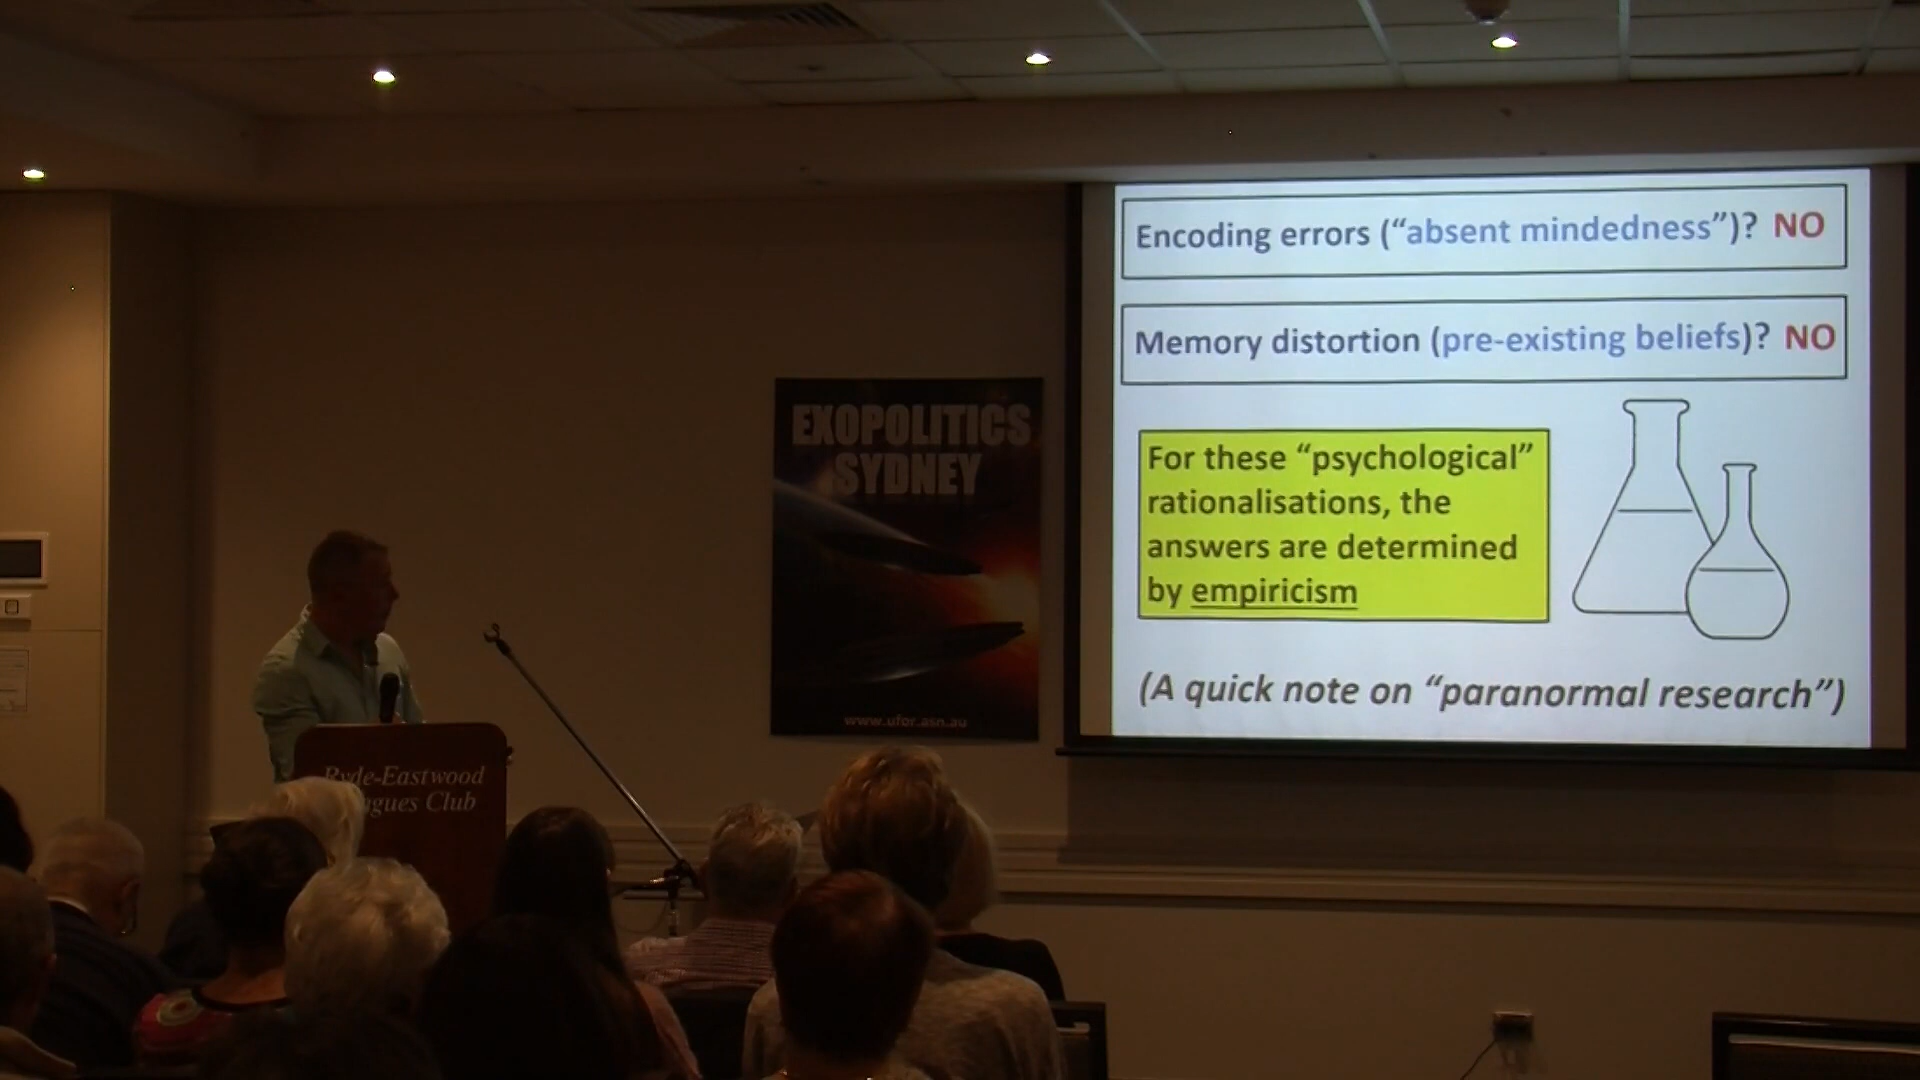 Encoding errors (“absent mindedness”)? NO
Memory distortion (pre-existing beliefs)? NO
For these “psychological”
rationalisations, the
answers are determined
by empiricism
(A quick note on “paranormal research”)
EXOPOLITICS
SYDNEY
www.ufor.asn.au
Ryde-Eastwood
agues Club